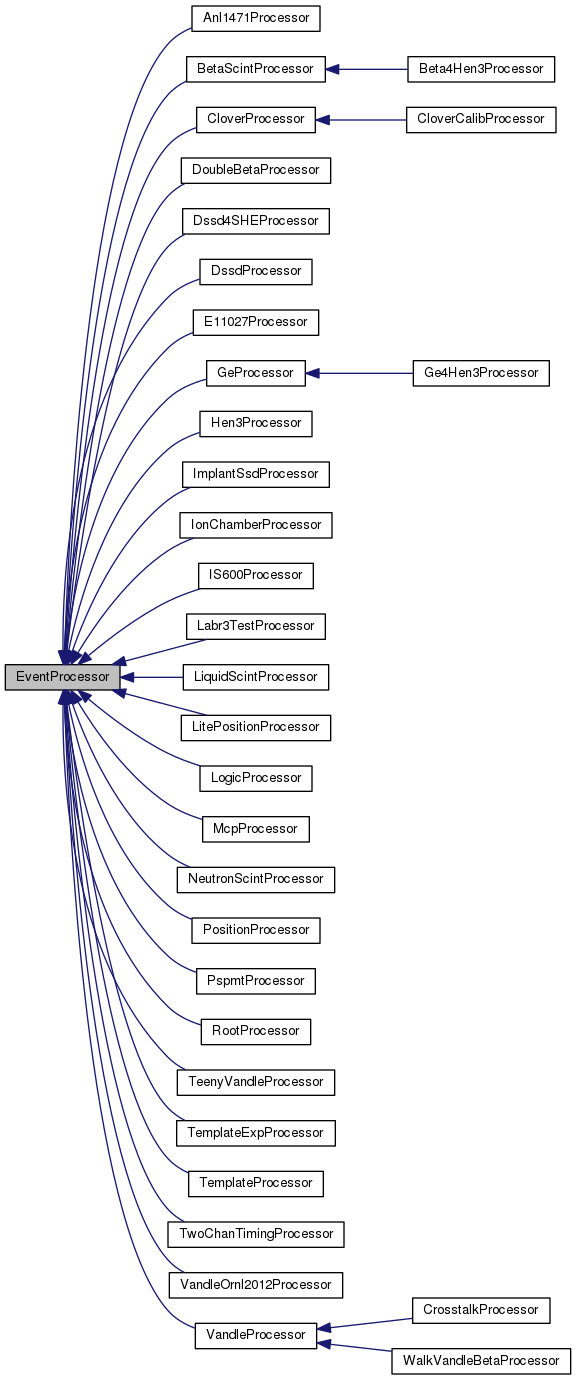 Anl1471Processor
BetaScintProcessor
Beta4Hen3Processor
CloverProcessor
CloverCalibProcessor
DoubleBetaProcessor
Dssd4SHEProcessor
DssdProcessor
E11027Processor
GeProcessor
Ge4Hen3Processor
Hen3Processor
ImplantSsdProcessor
IonChamberProcessor
IS600Processor
Labr3TestProcessor
EventProcessor
LiquidScintProcessor
LitePositionProcessor
LogicProcessor
McpProcessor
NeutronScintProcessor
PositionProcessor
PspmtProcessor
RootProcessor
TeenyVandleProcessor
TemplateExpProcessor
TemplateProcessor
TwoChanTimingProcessor
VandleOrnl2012Processor
VandleProcessor
CrosstalkProcessor
WalkVandleBetaProcessor